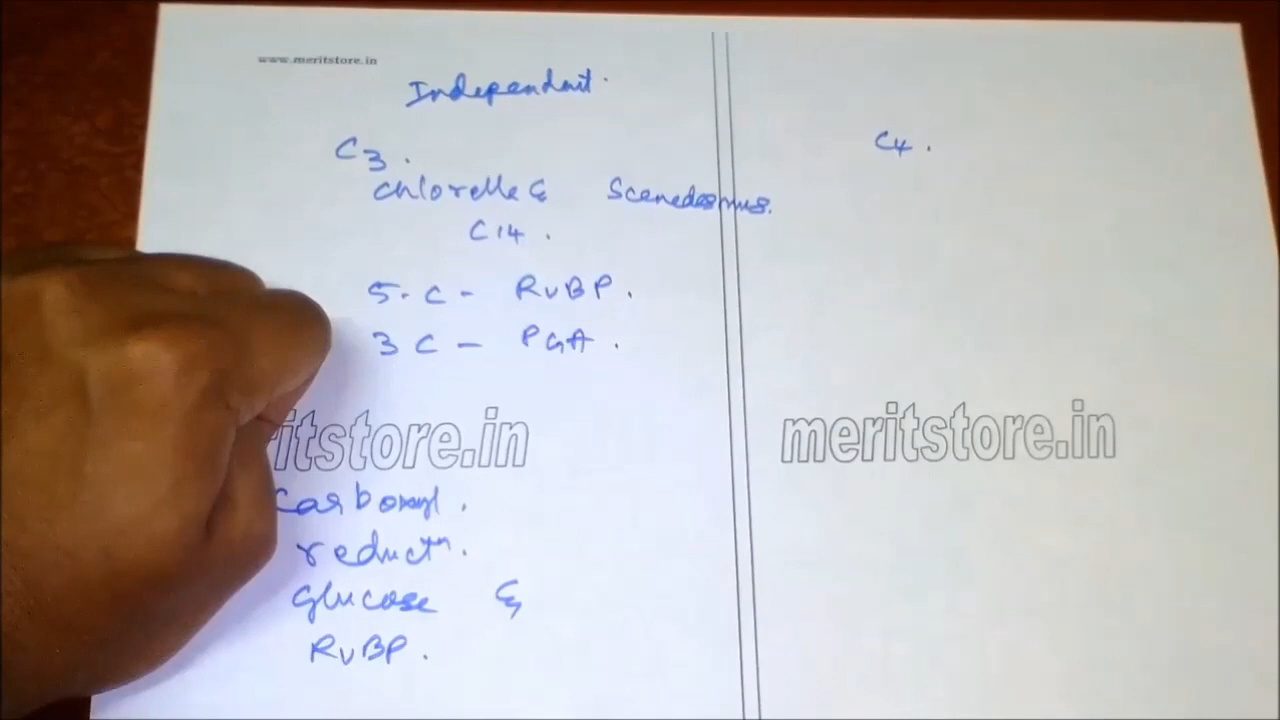 www.meritstore.in
Independent.
C3.
C4.
chlorella & Scenedesmus.
C14.
5-C - RuBP.
3C - PGA.
ritstore.in
meritstore.in
carboxyl.
reductn.
glucose &
RuBP.